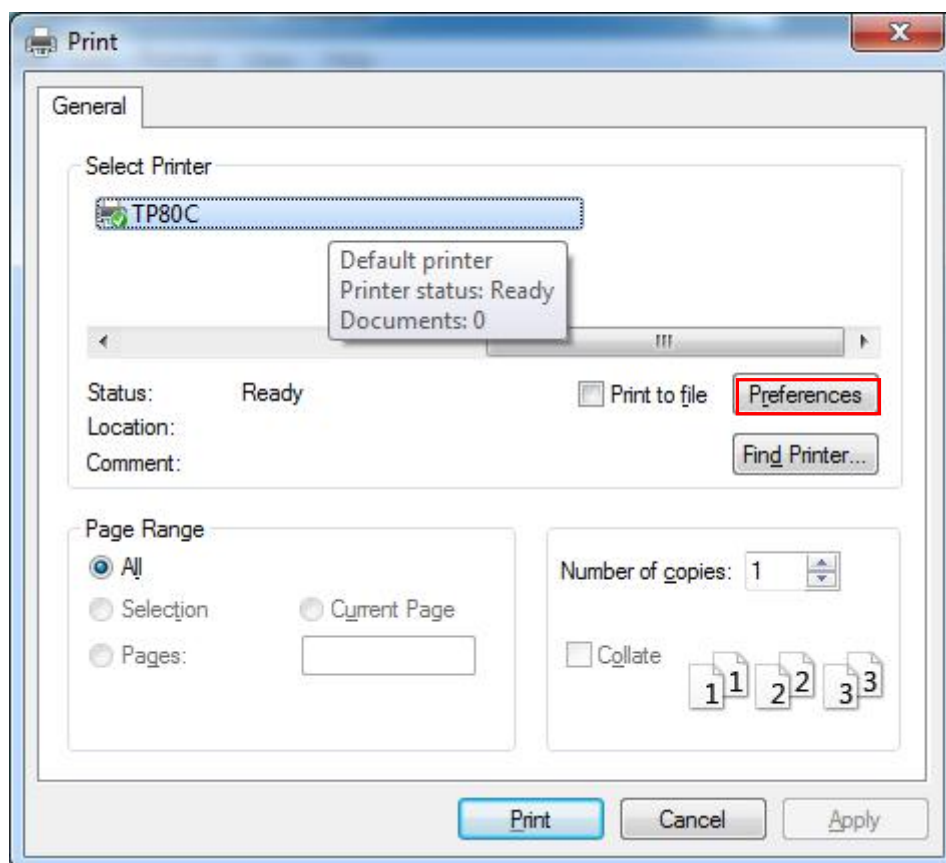 Print
General
Select Printer
TP80C
Default printer
Printer status: Ready
Documents: 0
Status: Ready
Print to file
Preferences
Location:
Comment:
Find Printer...
Page Range
All
Selection
Current Page
Pages:
Number of copies: 1
Collate
1 1 2 2 3 3
Print
Cancel
Apply